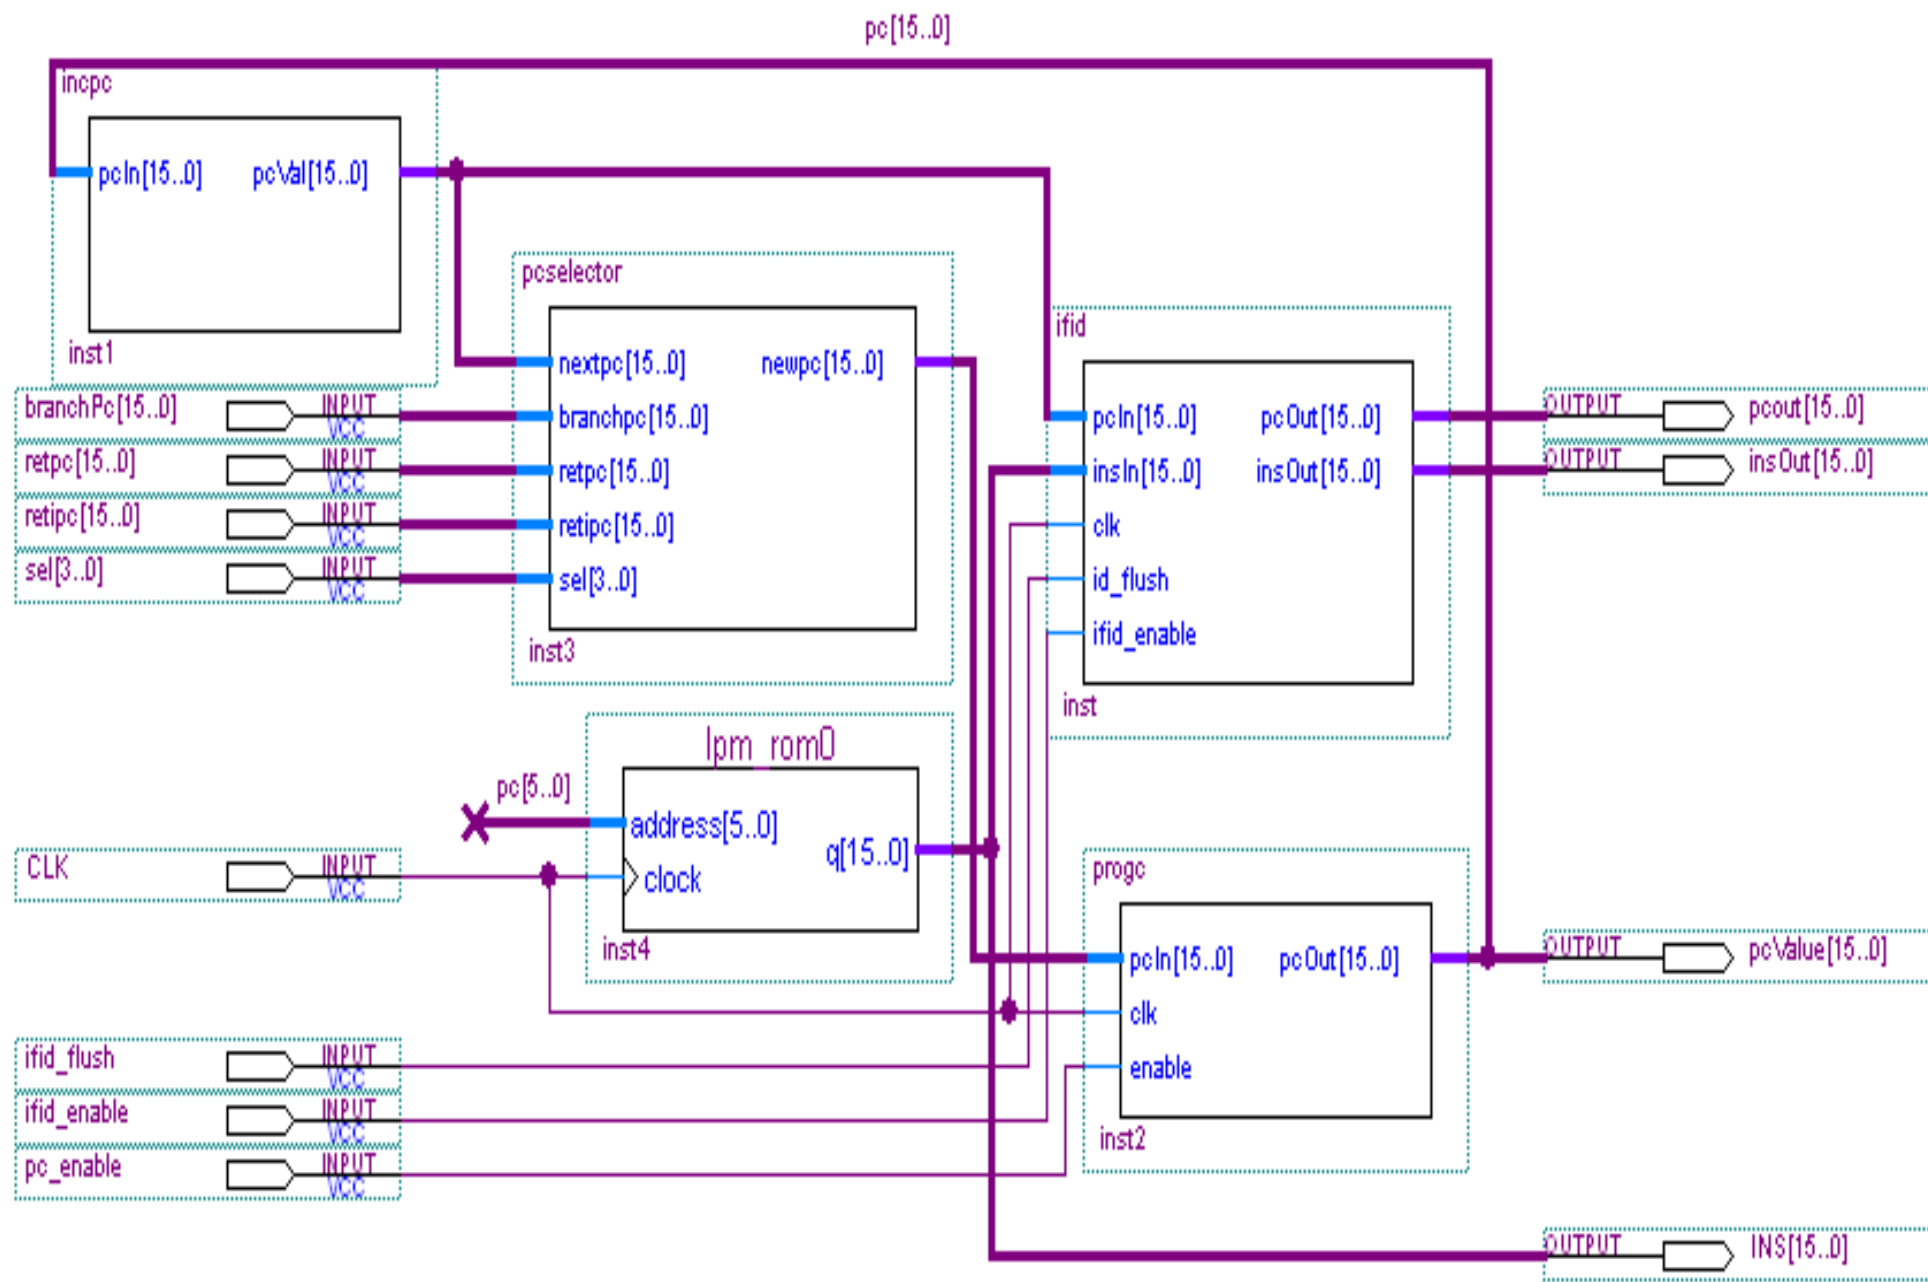 pc[15..0]
incpc
pcIn[15..0] pcVal[15..0]
inst1
pcselector
nextpc[15..0] newpc[15..0]
branchpc[15..0]
retpc[15..0]
retipc[15..0]
sel[3..0]
inst3
ifid
pcIn[15..0] pcOut[15..0]
insIn[15..0] insOut[15..0]
clk
id_flush
ifid_enable
inst
branchPc[15..0] INPUT VCC
retpc[15..0] INPUT VCC
retipc[15..0] INPUT VCC
sel[3..0] INPUT VCC
OUTPUT pcout[15..0]
OUTPUT insOut[15..0]
lpm_rom0
pc[5..0]
address[5..0]
q[15..0]
clock
inst4
CLK INPUT VCC
progc
pcIn[15..0] pcOut[15..0]
clk
enable
inst2
OUTPUT pcValue[15..0]
ifid_flush INPUT VCC
ifid_enable INPUT VCC
pc_enable INPUT VCC
OUTPUT INS[15..0]